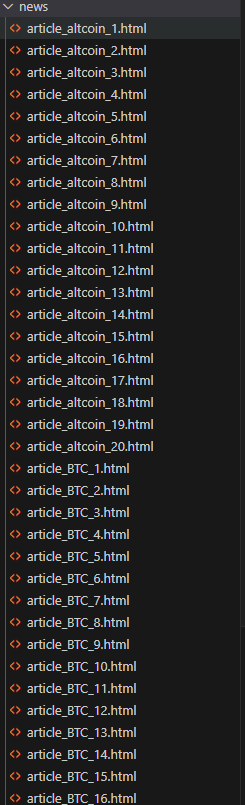 news
article_altcoin_1.html
article_altcoin_2.html
article_altcoin_3.html
article_altcoin_4.html
article_altcoin_5.html
article_altcoin_6.html
article_altcoin_7.html
article_altcoin_8.html
article_altcoin_9.html
article_altcoin_10.html
article_altcoin_11.html
article_altcoin_12.html
article_altcoin_13.html
article_altcoin_14.html
article_altcoin_15.html
article_altcoin_16.html
article_altcoin_17.html
article_altcoin_18.html
article_altcoin_19.html
article_altcoin_20.html
article_BTC_1.html
article_BTC_2.html
article_BTC_3.html
article_BTC_4.html
article_BTC_5.html
article_BTC_6.html
article_BTC_7.html
article_BTC_8.html
article_BTC_9.html
article_BTC_10.html
article_BTC_11.html
article_BTC_12.html
article_BTC_13.html
article_BTC_14.html
article_BTC_15.html
article_BTC_16.html